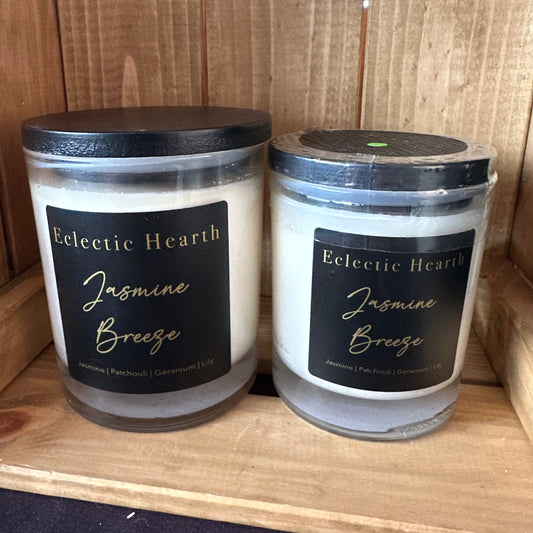 Eclectic Hearth
Jasmine
Breeze
Jasmine | Patchouli | Geranium | Lily
Eclectic Hearth
Jasmine
Breeze
Jasmine | Patchouli | Geranium | Lily